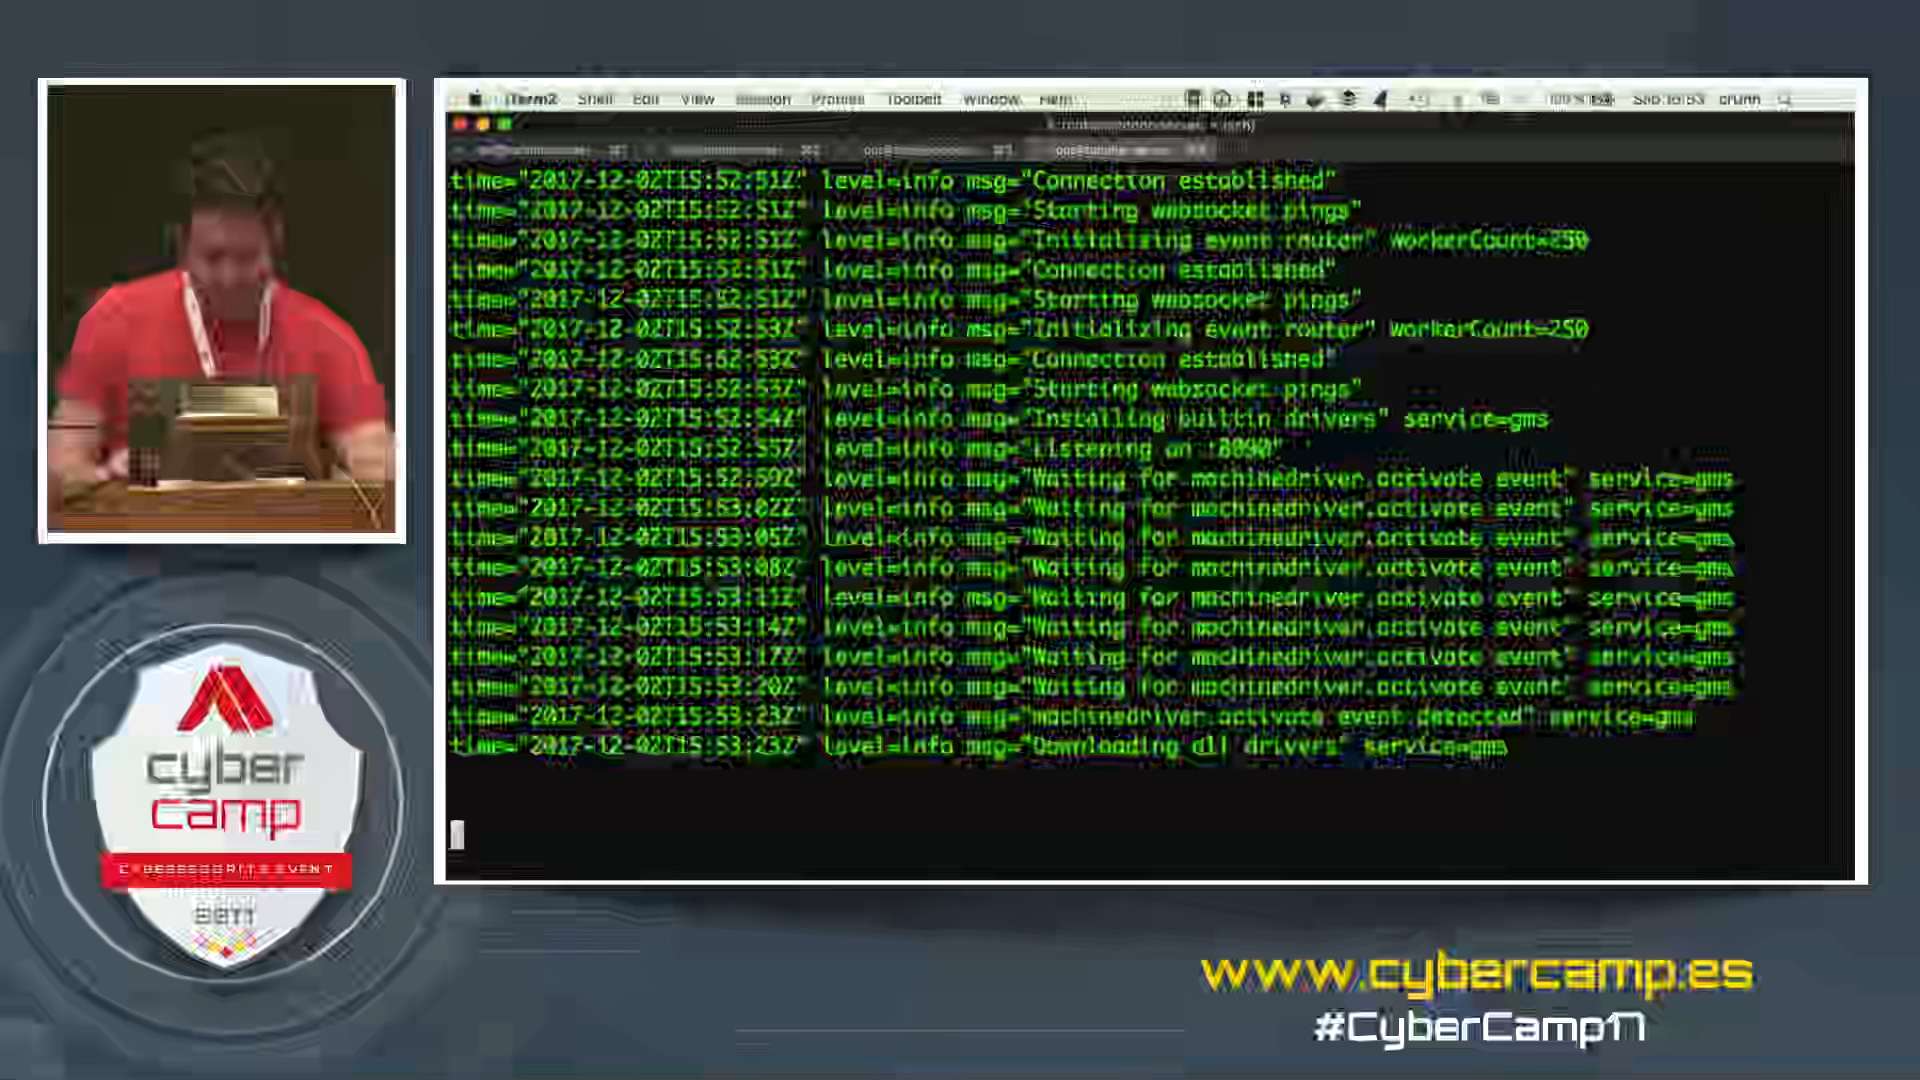 iTerm2 Shell Edit View Session Profiles Toolbelt Window Help
time="2017-12-02T15:52:51Z" level=info msg="Connection established"
time="2017-12-02T15:52:51Z" level=info msg="Starting websocket pings"
time="2017-12-02T15:52:51Z" level=info msg="Initializing event router" workerCount=250
time="2017-12-02T15:52:51Z" level=info msg="Connection established"
time="2017-12-02T15:52:51Z" level=info msg="Starting websocket pings"
time="2017-12-02T15:52:53Z" level=info msg="Initializing event router" workerCount=250
time="2017-12-02T15:52:53Z" level=info msg="Connection established"
time="2017-12-02T15:52:53Z" level=info msg="Starting websocket pings"
time="2017-12-02T15:52:54Z" level=info msg="Installing builtin drivers" service=gms
time="2017-12-02T15:52:55Z" level=info msg="Listening on :8090"
time="2017-12-02T15:52:59Z" level=info msg="Waiting for machinedriver.activate event" service=gms
time="2017-12-02T15:53:02Z" level=info msg="Waiting for machinedriver.activate event" service=gms
time="2017-12-02T15:53:05Z" level=info msg="Waiting for machinedriver.activate event" service=gms
time="2017-12-02T15:53:08Z" level=info msg="Waiting for machinedriver.activate event" service=gms
time="2017-12-02T15:53:11Z" level=info msg="Waiting for machinedriver.activate event" service=gms
time="2017-12-02T15:53:14Z" level=info msg="Waiting for machinedriver.activate event" service=gms
time="2017-12-02T15:53:17Z" level=info msg="Waiting for machinedriver.activate event" service=gms
time="2017-12-02T15:53:20Z" level=info msg="Waiting for machinedriver.activate event" service=gms
time="2017-12-02T15:53:23Z" level=info msg="machinedriver.activate event detected" service=gms
time="2017-12-02T15:53:23Z" level=info msg="Downloading all drivers" service=gms
cyber
camp
CYBERSECURITY EVENT
www.cybercamp.es
#CyberCamp17